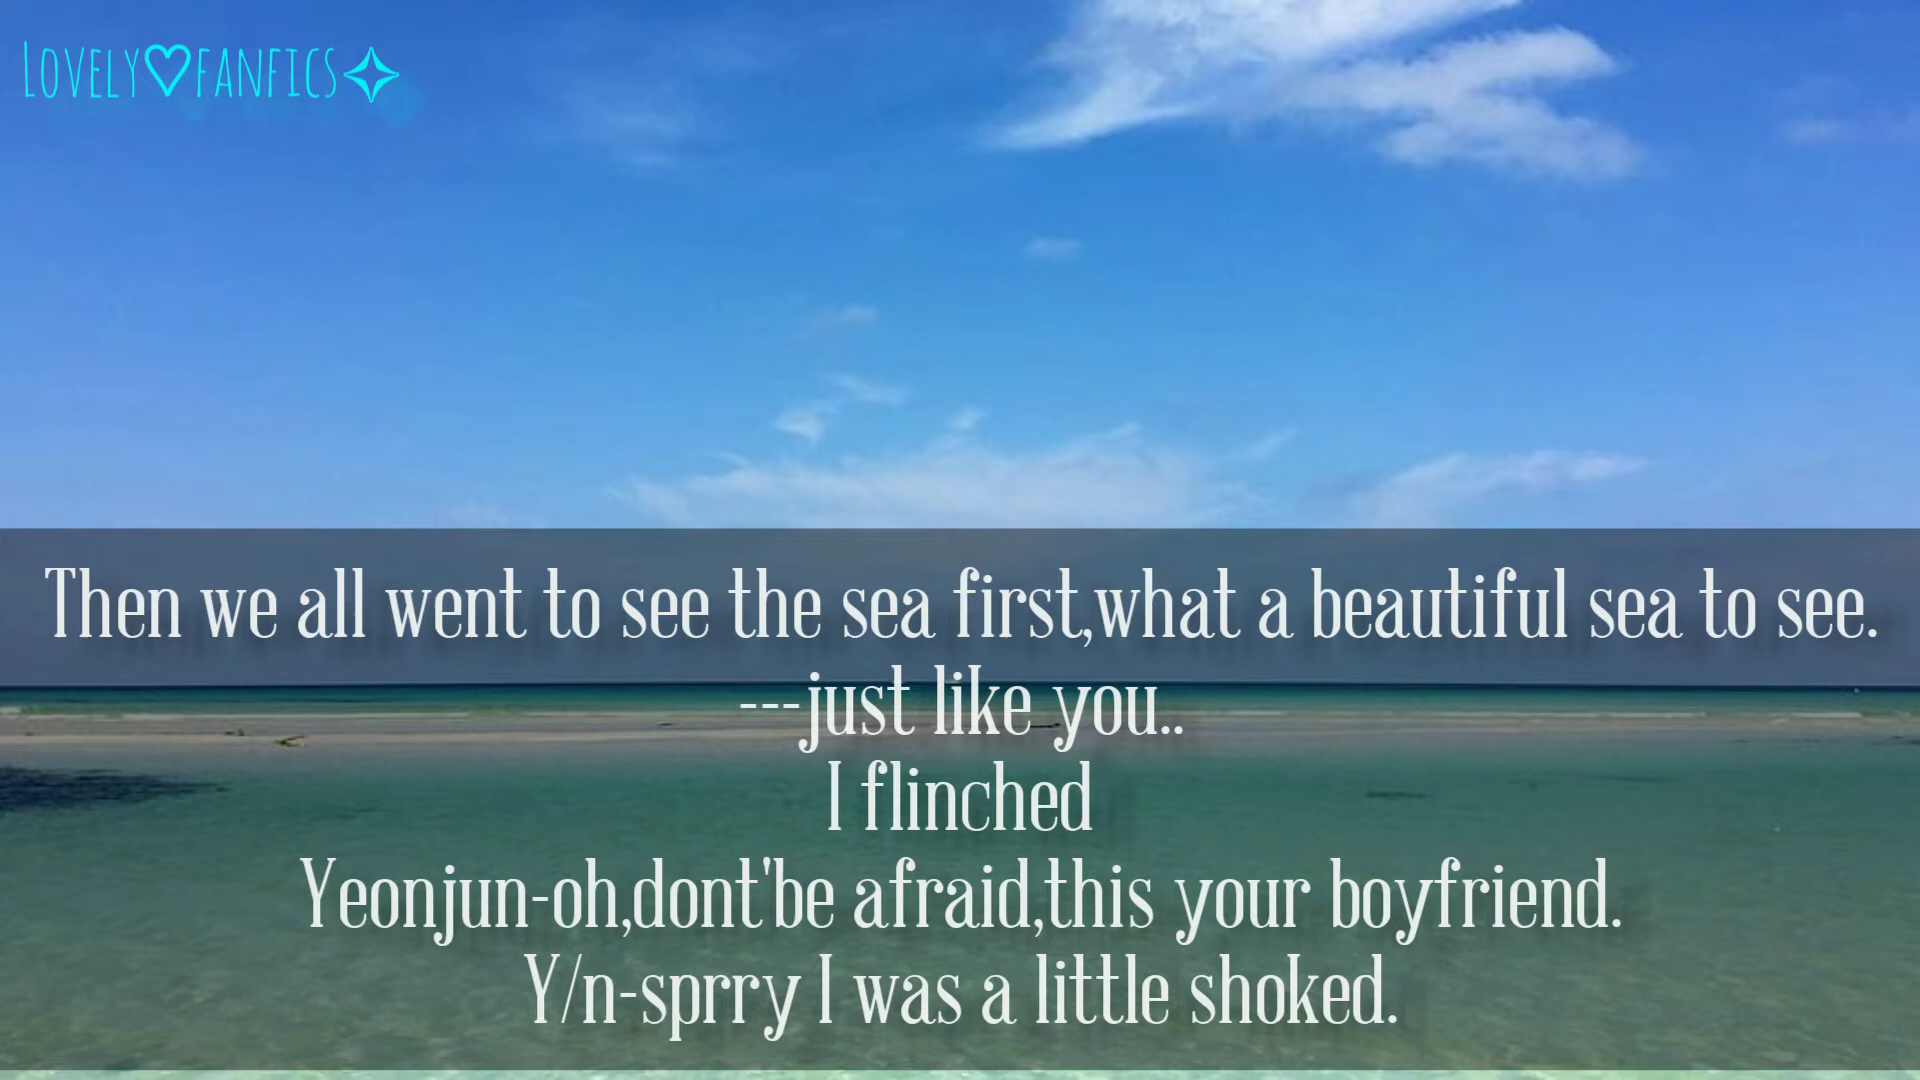 Lovely♡fanfics✧
Then we all went to see the sea first,what a beautiful sea to see.
---just like you..
I flinched
Yeonjun-oh,dont'be afraid,this your boyfriend.
Y/n-sprry I was a little shoked.